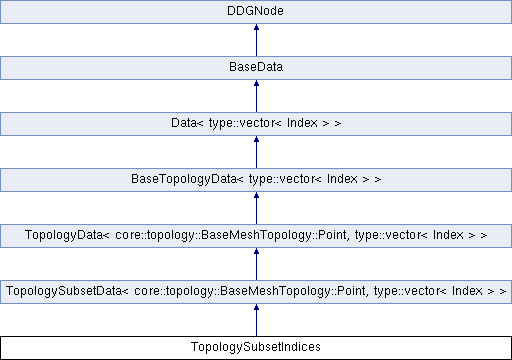 DDGNode
BaseData
Data< type::vector< Index > >
BaseTopologyData< type::vector< Index > >
TopologyData< core::topology::BaseMeshTopology::Point, type::vector< Index > >
TopologySubsetData< core::topology::BaseMeshTopology::Point, type::vector< Index > >
TopologySubsetIndices